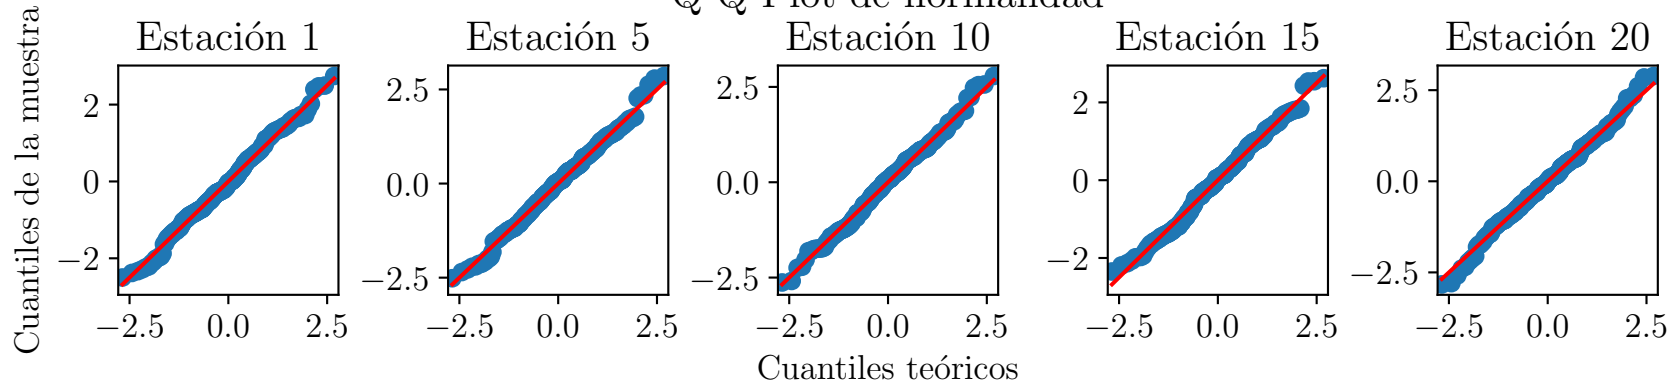 Q-Q Plot de normalidad
Estación 1 Estación 5 Estación 10 Estación 15 Estación 20
Cuantiles de la muestra
2 2.5 2.5 2 2.5
0 0.0 0.0 0 0.0
−2 −2.5 −2.5 −2 −2.5
−2.5 0.0 2.5 −2.5 0.0 2.5 −2.5 0.0 2.5 −2.5 0.0 2.5 −2.5 0.0 2.5
Cuantiles teóricos